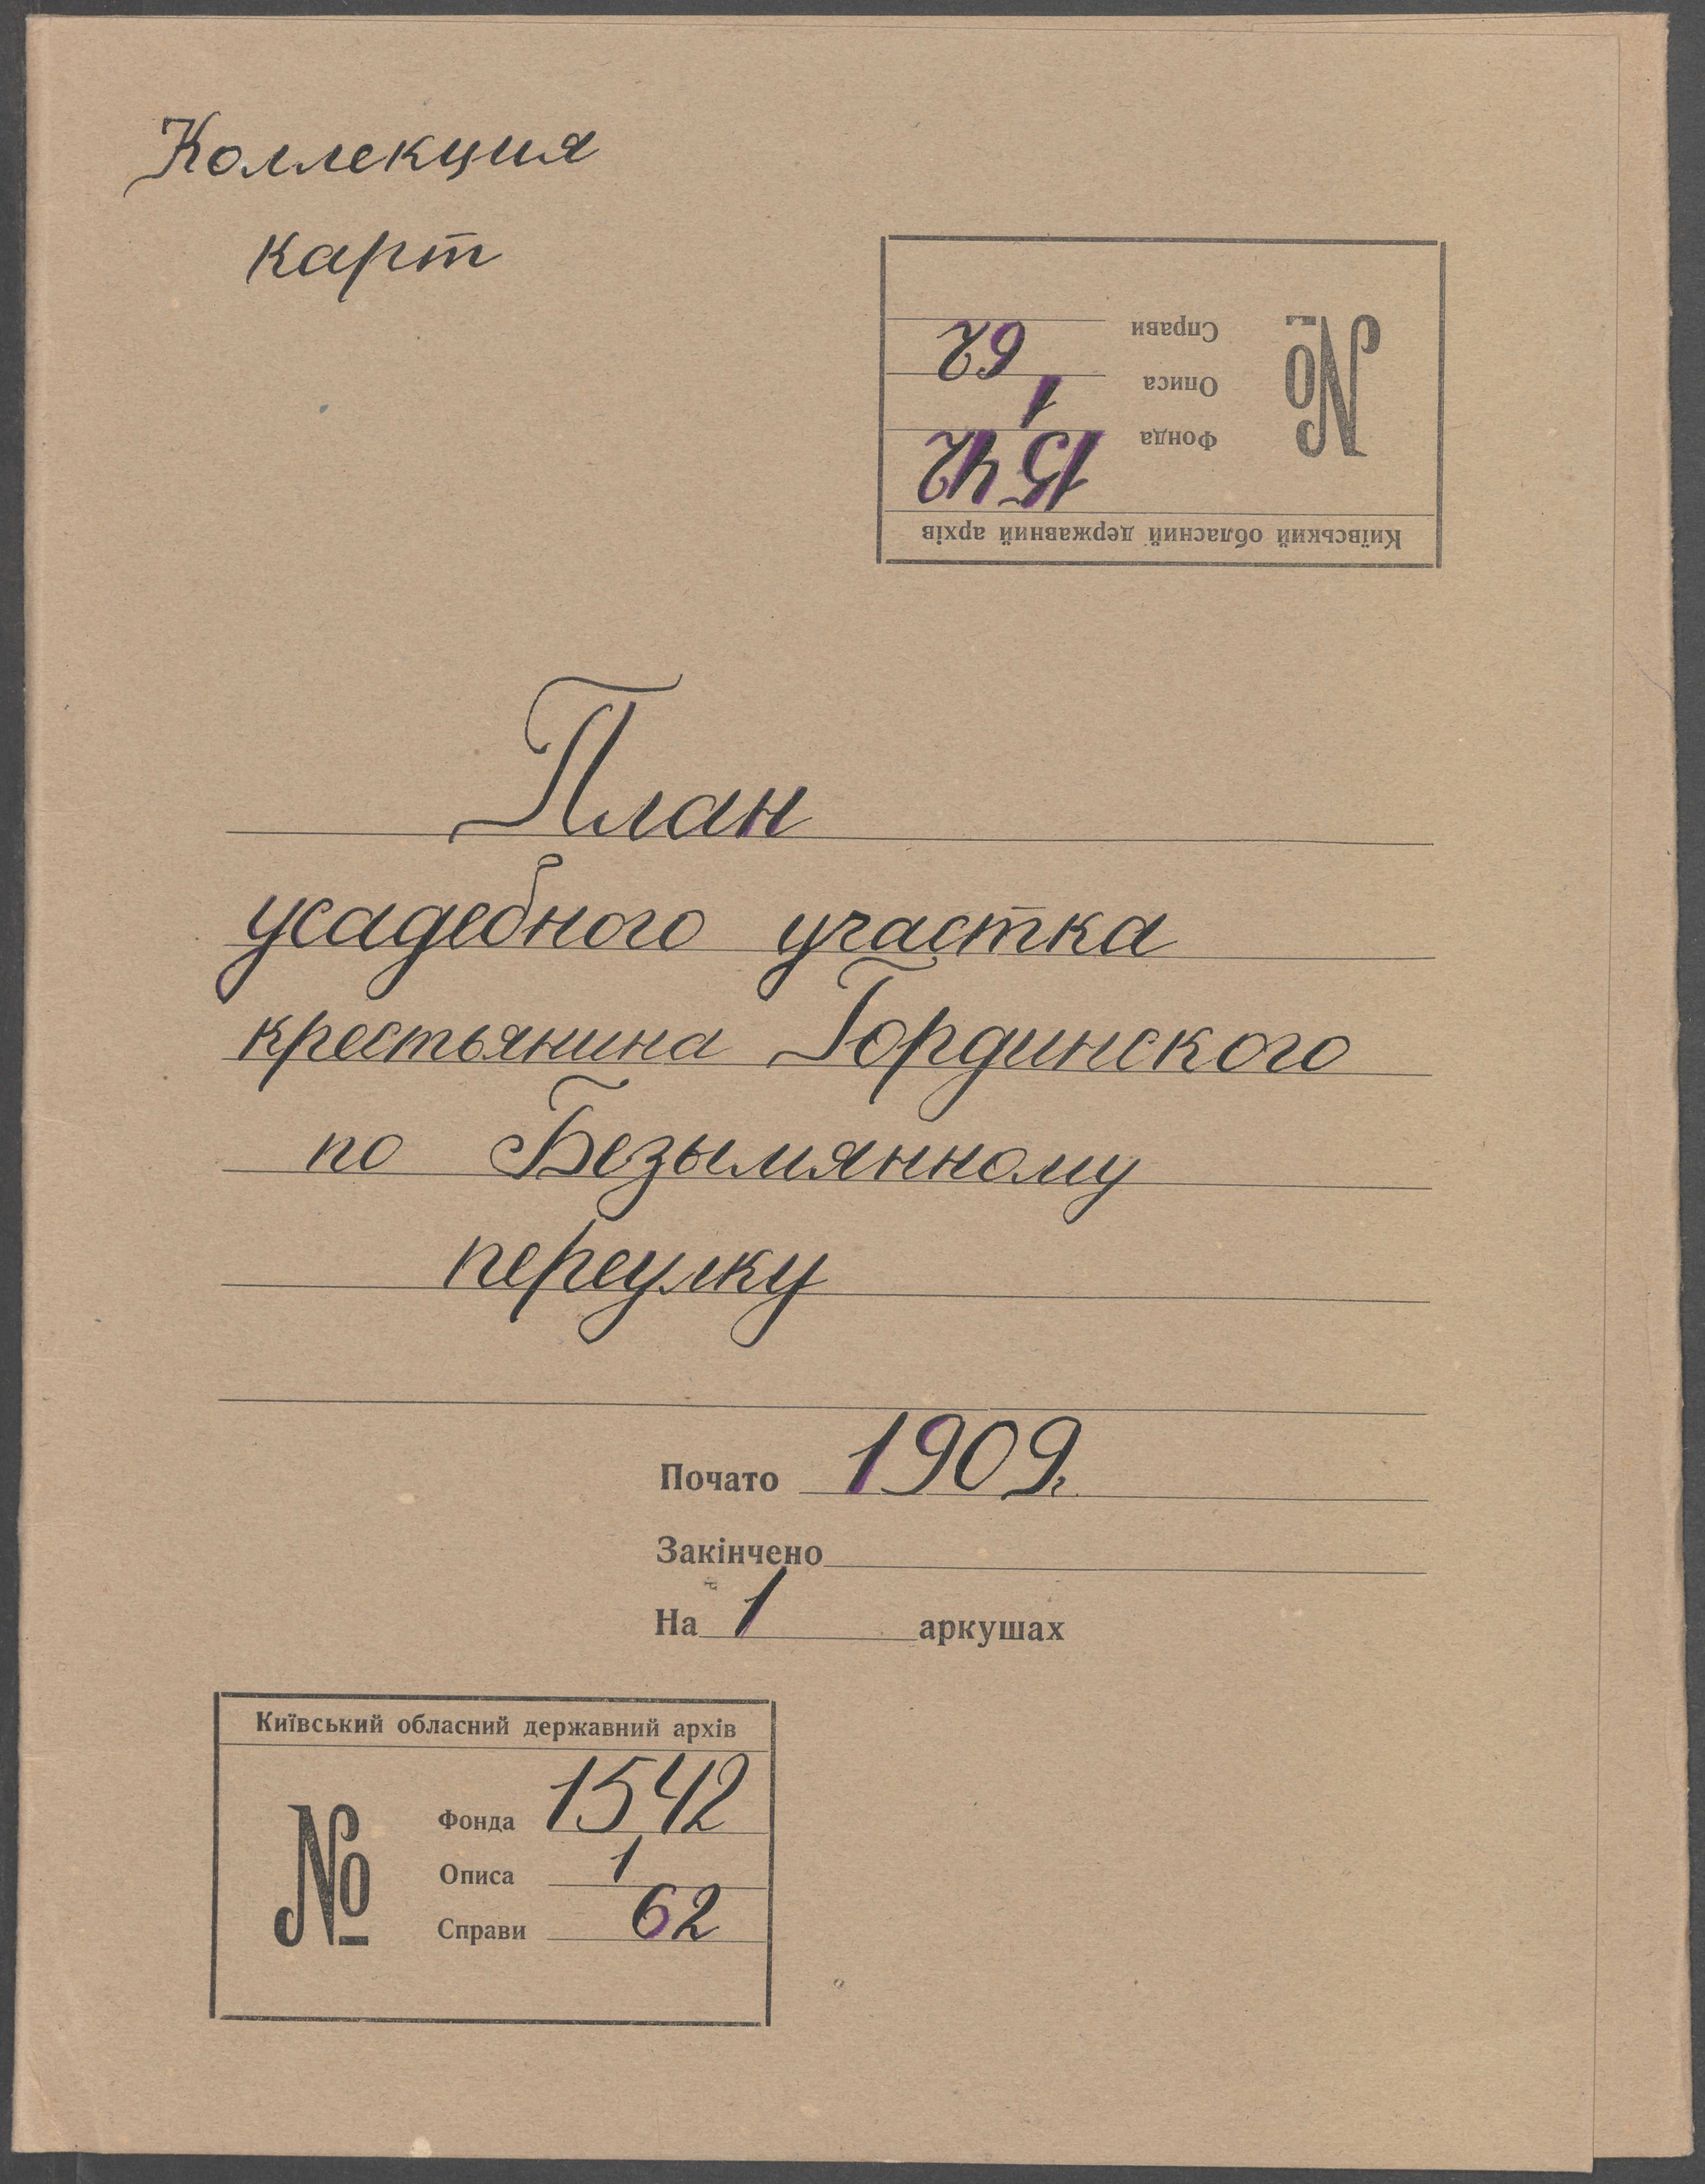 Коллекция
карт
Київський обласний державний архів
№
Фонда 1542
Описа 1
Справи 62
План
усадебного участка
крестьянина Гординского
по Безымянному
переулку
Почато 1909 г.
Закінчено
На 1 аркушах
Київський обласний державний архів
№
Фонда 1542
Описа 1
Справи 62